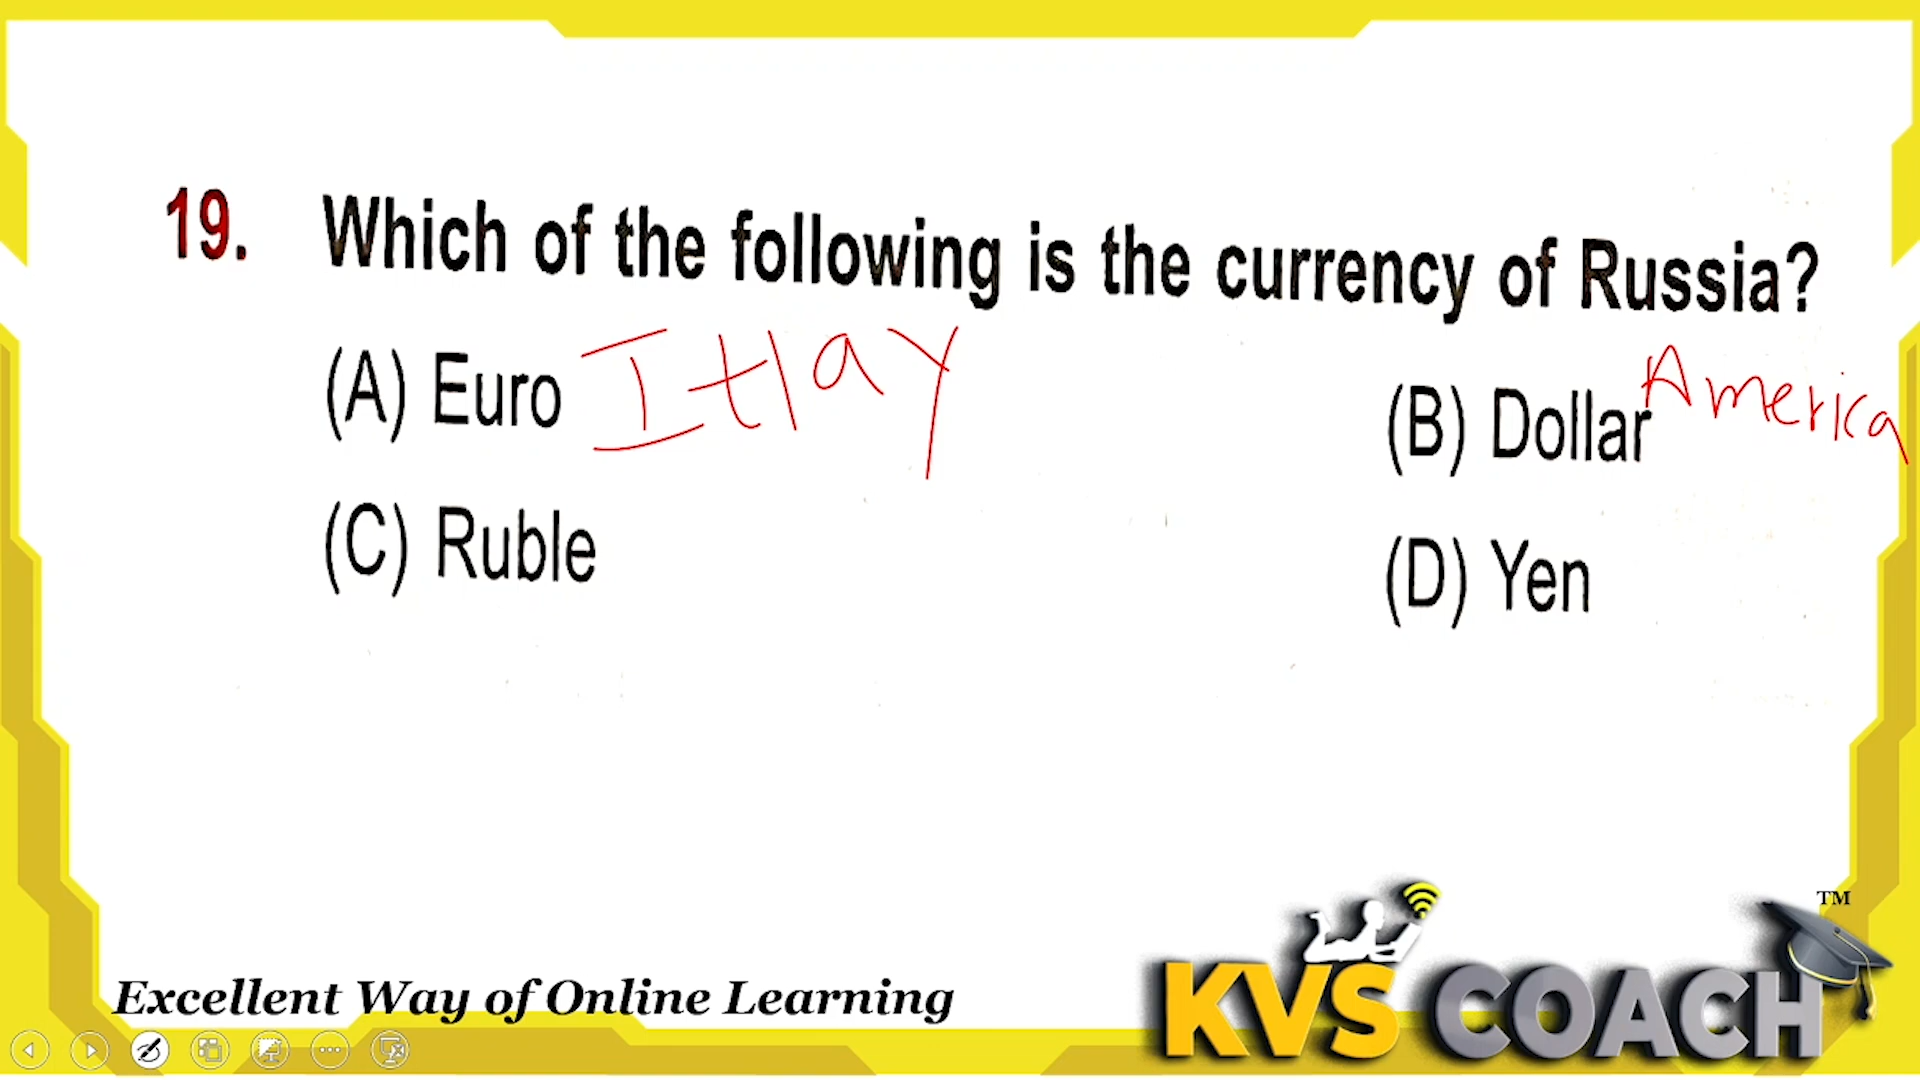 19. Which of the following is the currency of Russia?
(A) Euro Itlay
(B) Dollar America
(C) Ruble
(D) Yen
Excellent Way of Online Learning
KVS COACH TM